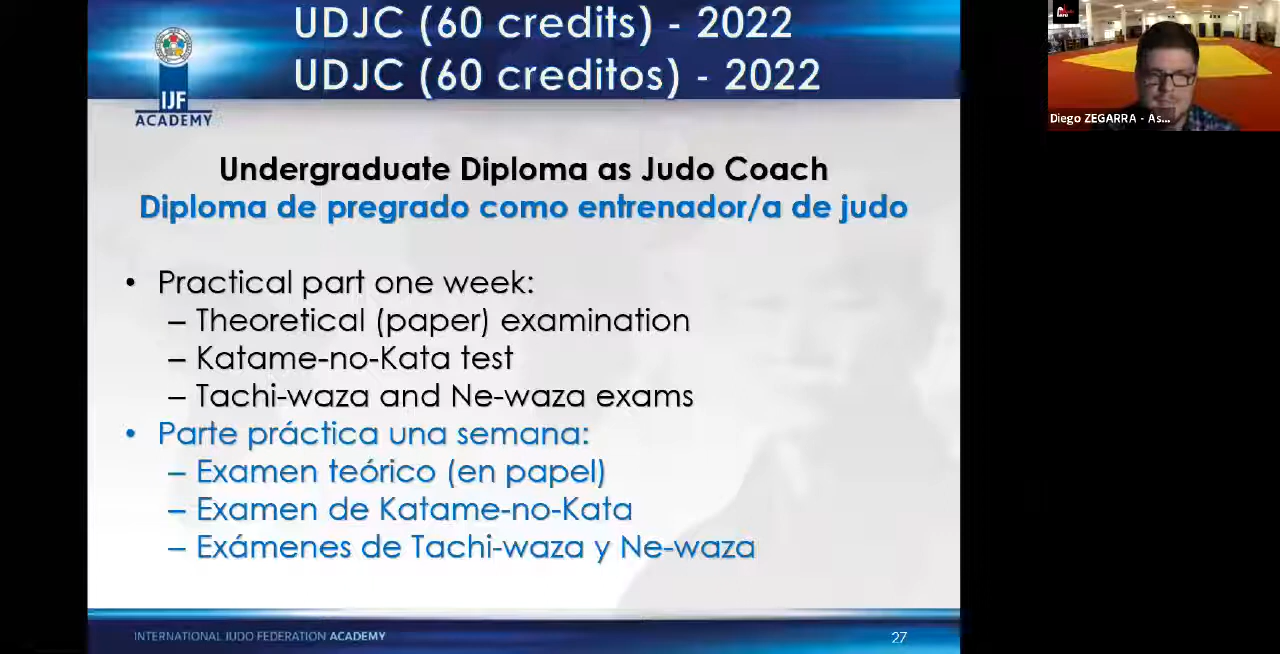 UDJC (60 credits) - 2022
UDJC (60 creditos) - 2022
IJF
ACADEMY
Undergraduate Diploma as Judo Coach
Diploma de pregrado como entrenador/a de judo
• Practical part one week:
– Theoretical (paper) examination
– Katame-no-Kata test
– Tachi-waza and Ne-waza exams
• Parte práctica una semana:
– Examen teórico (en papel)
– Examen de Katame-no-Kata
– Exámenes de Tachi-waza y Ne-waza
INTERNATIONAL JUDO FEDERATION ACADEMY
27
Diego ZEGARRA - As...